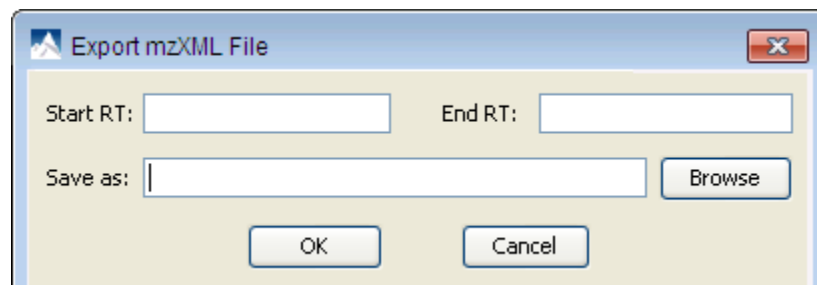 Export mzXML File
Start RT: End RT:
Save as: Browse
OK Cancel